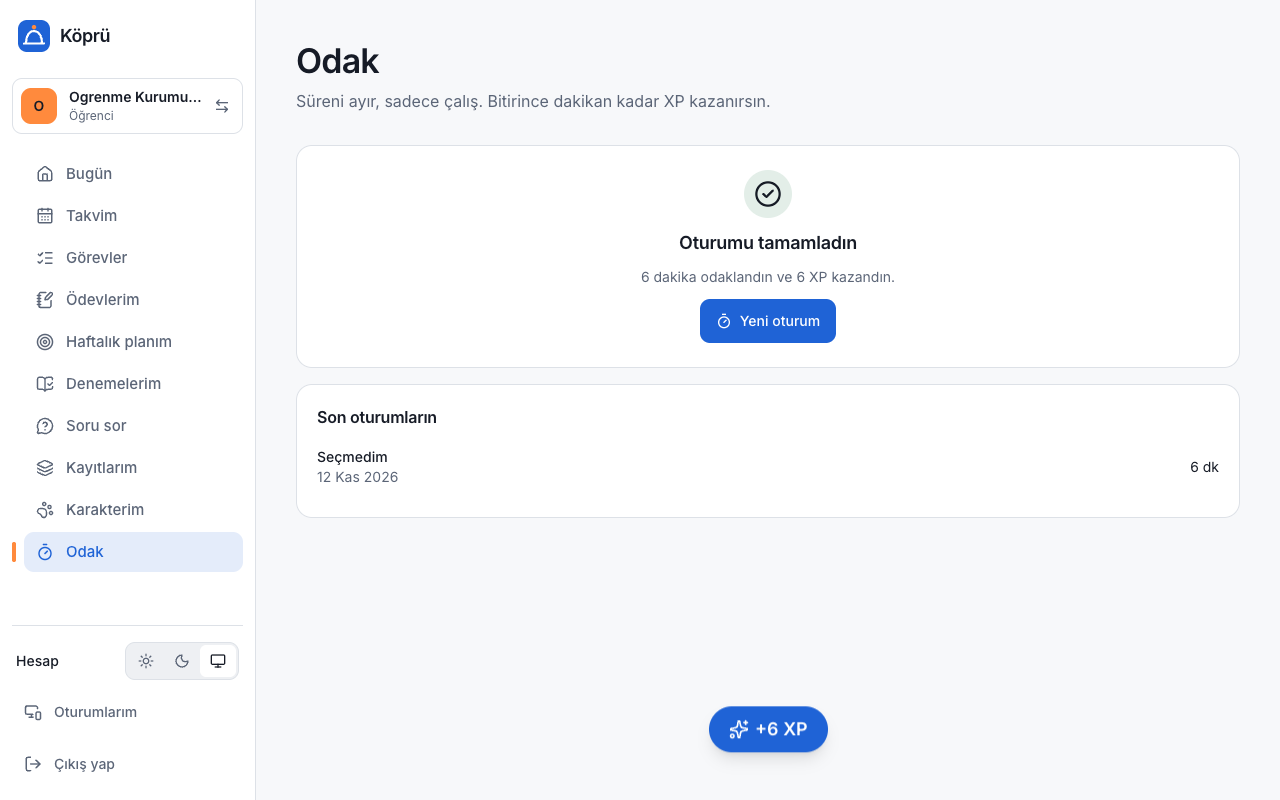 Köprü
O
Ogrenme Kurumu...
Öğrenci
Bugün
Takvim
Görevler
Ödevlerim
Haftalık planım
Denemelerim
Soru sor
Kayıtlarım
Karakterim
Odak
Hesap
Oturumlarım
Çıkış yap
Odak
Süreni ayır, sadece çalış. Bitirince dakikan kadar XP kazanırsın.
Oturumu tamamladın
6 dakika odaklandın ve 6 XP kazandın.
Yeni oturum
Son oturumların
Seçmedim
12 Kas 2026
6 dk
+6 XP